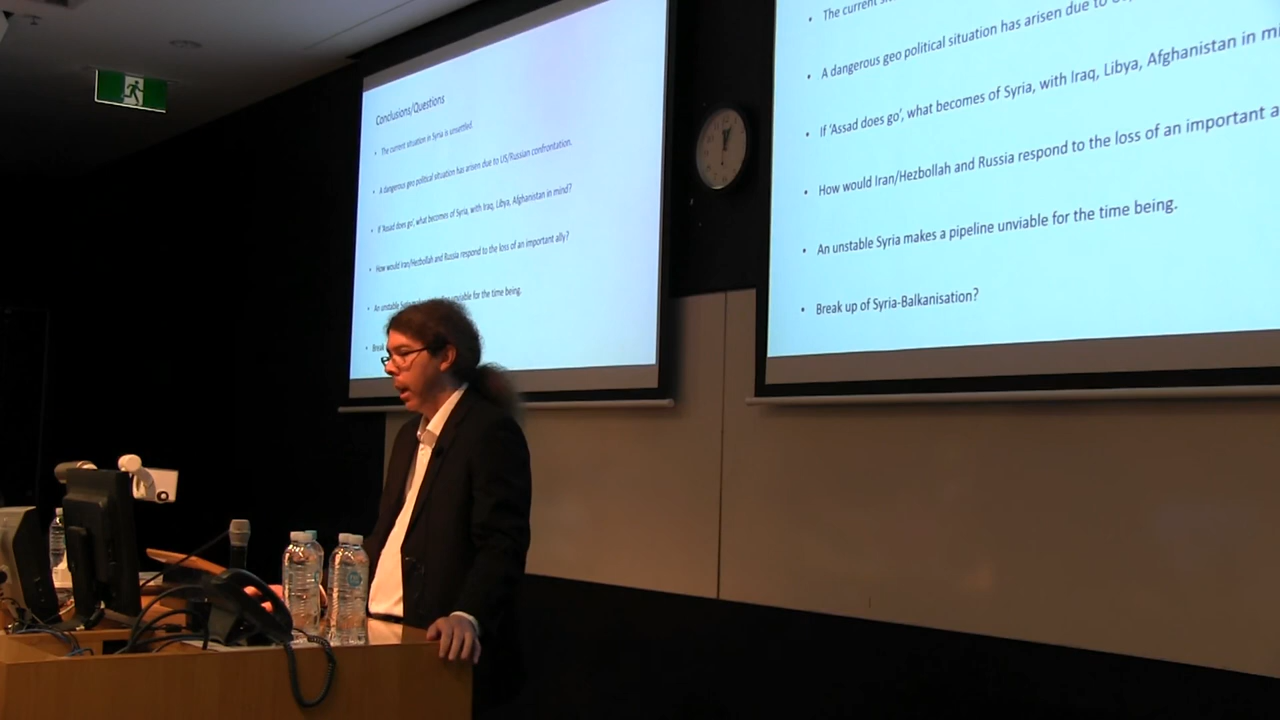 Conclusions/Questions
• The current situation in Syria is unsettled.
• A dangerous geo political situation has arisen due to US/Russian confrontation.
• If 'Assad does go', what becomes of Syria, with Iraq, Libya, Afghanistan in mind?
• How would Iran/Hezbollah and Russia respond to the loss of an important ally?
• An unstable Syria makes a pipeline unviable for the time being.
• Break
• The current
• A dangerous geo political situation has arisen due to
• If 'Assad does go', what becomes of Syria, with Iraq, Libya, Afghanistan in
• How would Iran/Hezbollah and Russia respond to the loss of an important
• An unstable Syria makes a pipeline unviable for the time being.
• Break up of Syria-Balkanisation?